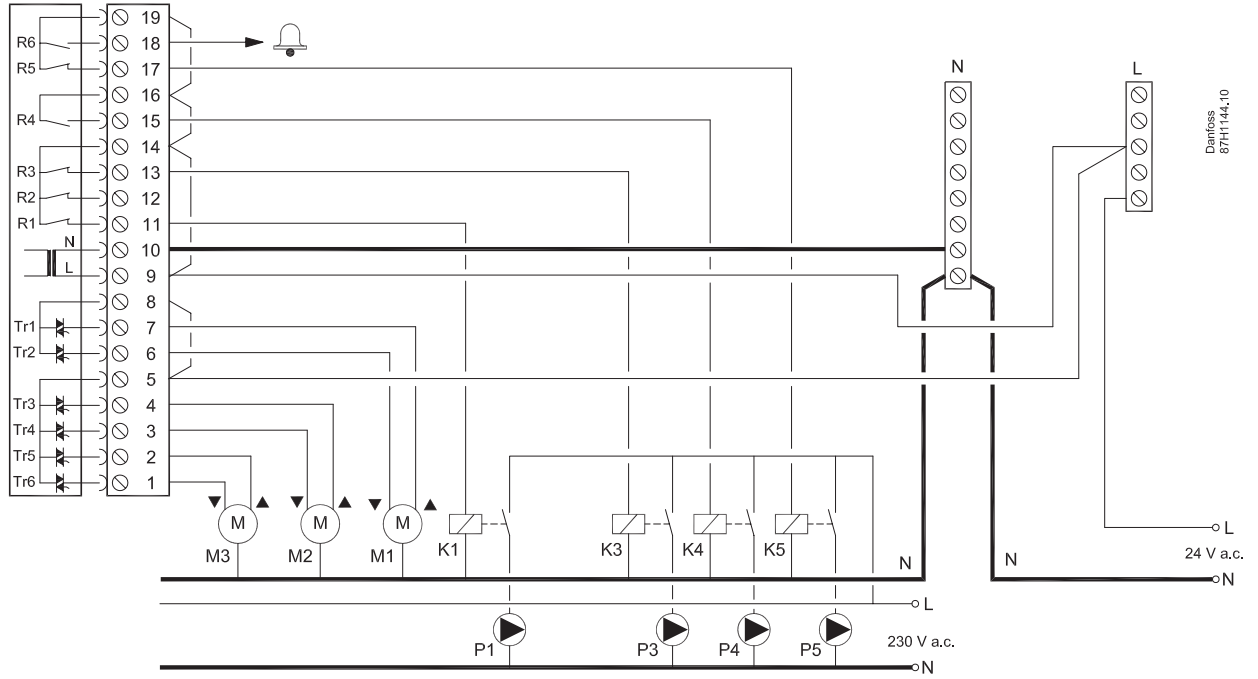 19
R6 18
R5 17
N L
16
R4 15
14
R3 13
R2 12
R1 11
N 10
L 9
8
Tr1 7
Tr2 6
5
Tr3 4
Tr4 3
Tr5 2
Tr6 1
Danfoss
87H1144.10
M M M
M3 M2 M1 K1 K3 K4 K5
L
24 V a.c.
N N N
L
P1 P3 P4 P5 230 V a.c.
N